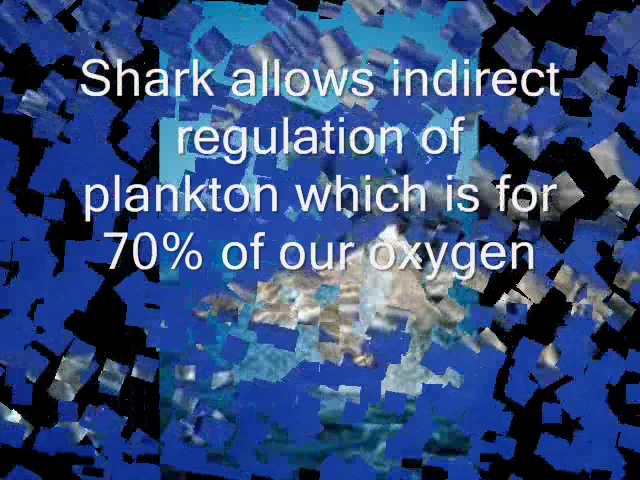 Shark allows indirect
regulation of
plankton which is for
70% of our oxygen